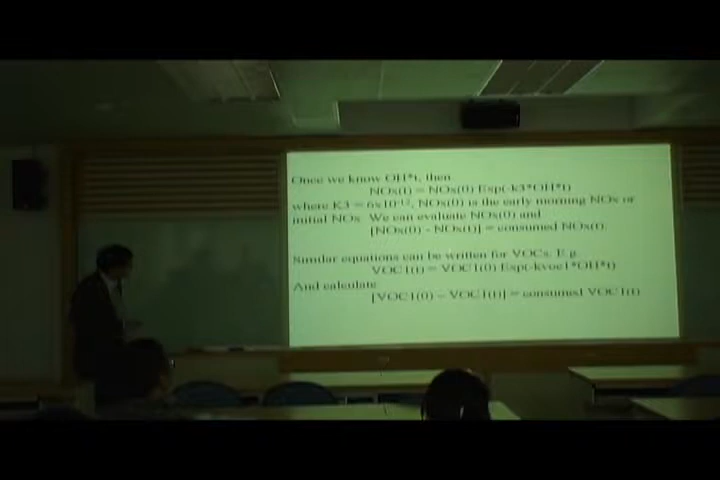 Once we know OH*t, then
NOx(t) = NOx(0) Exp(-k3*OH*t)
where K3 = 6x10⁻¹², NOx(0) is the early morning NOx or
initial NOx. We can evaluate NOx(0) and
[NOx(0) - NOx(t)] = consumed NOx(t).
Similar equations can be written for VOCs. E.g.
VOC1(t) = VOC1(0) Exp(-kvoc1*OH*t)
And calculate
[VOC1(0) – VOC1(t)] = consumed VOC1(t)